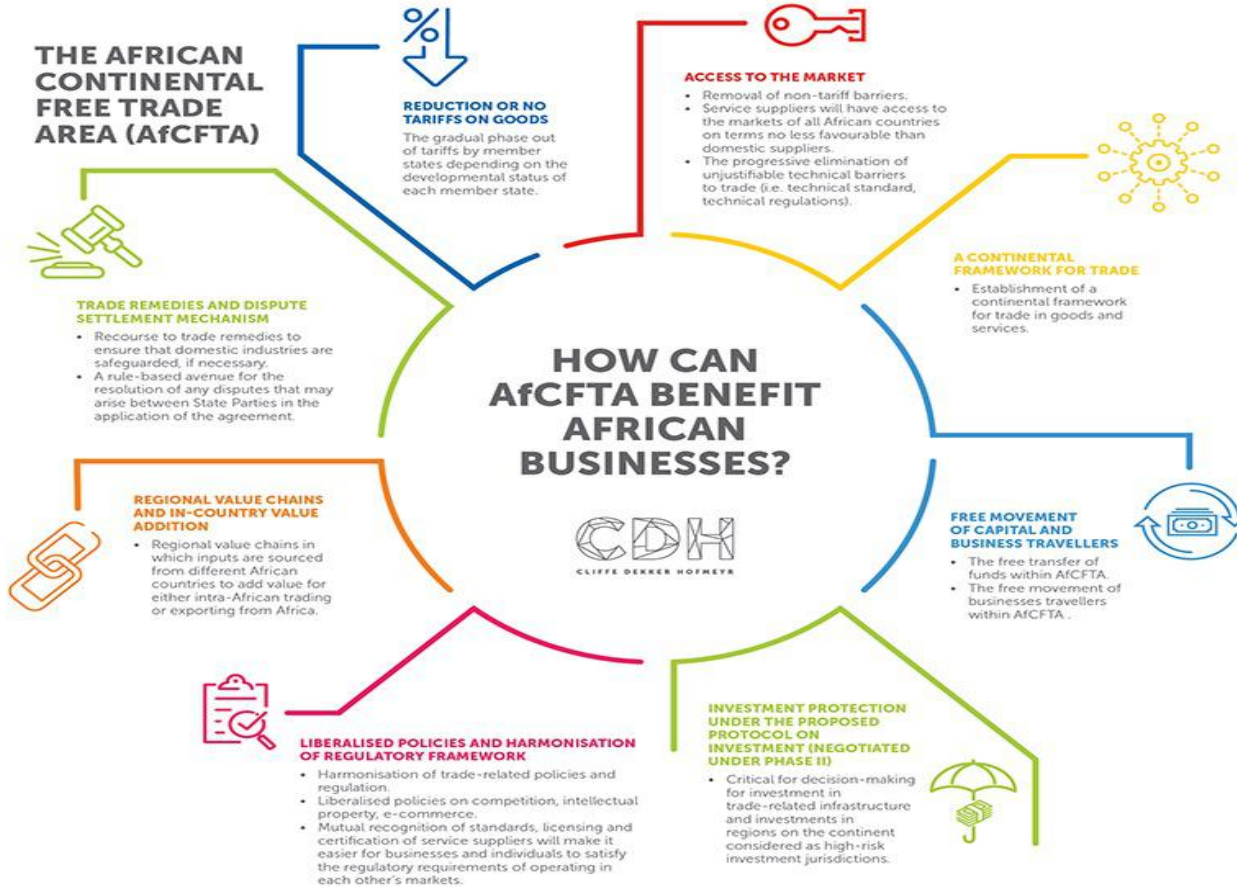 THE AFRICAN
CONTINENTAL
FREE TRADE
AREA (AfCFTA)
%
REDUCTION OR NO
TARIFFS ON GOODS
The gradual phase out
of tariffs by member
states depending on the
developmental status of
each member state.
ACCESS TO THE MARKET
• Removal of non-tariff barriers.
• Service suppliers will have access to
the markets of all African countries
on terms no less favourable than
domestic suppliers.
• The progressive elimination of
unjustifiable technical barriers
to trade (i.e. technical standard,
technical regulations).
A CONTINENTAL
FRAMEWORK FOR TRADE
• Establishment of a
continental framework
for trade in goods and
services.
TRADE REMEDIES AND DISPUTE
SETTLEMENT MECHANISM
• Recourse to trade remedies to
ensure that domestic industries are
safeguarded, if necessary.
• A rule-based avenue for the
resolution of any disputes that may
arise between State Parties in the
application of the agreement.
HOW CAN
AfCFTA BENEFIT
AFRICAN
BUSINESSES?
CDH
CLIFFE DEKKER HOFMEYR
REGIONAL VALUE CHAINS
AND IN-COUNTRY VALUE
ADDITION
• Regional value chains in
which inputs are sourced
from different African
countries to add value for
either intra-African trading
or exporting from Africa.
FREE MOVEMENT
OF CAPITAL AND
BUSINESS TRAVELLERS
• The free transfer of
funds within AfCFTA.
• The free movement of
businesses travellers
within AfCFTA .
LIBERALISED POLICIES AND HARMONISATION
OF REGULATORY FRAMEWORK
• Harmonisation of trade-related policies and
regulation.
• Liberalised policies on competition, intellectual
property, e-commerce.
• Mutual recognition of standards, licensing and
certification of service suppliers will make it
easier for businesses and individuals to satisfy
the regulatory requirements of operating in
each other's markets.
INVESTMENT PROTECTION
UNDER THE PROPOSED
PROTOCOL ON
INVESTMENT (NEGOTIATED
UNDER PHASE II)
• Critical for decision-making
for investment in
trade-related infrastructure
and investments in
regions on the continent
considered as high-risk
investment jurisdictions.